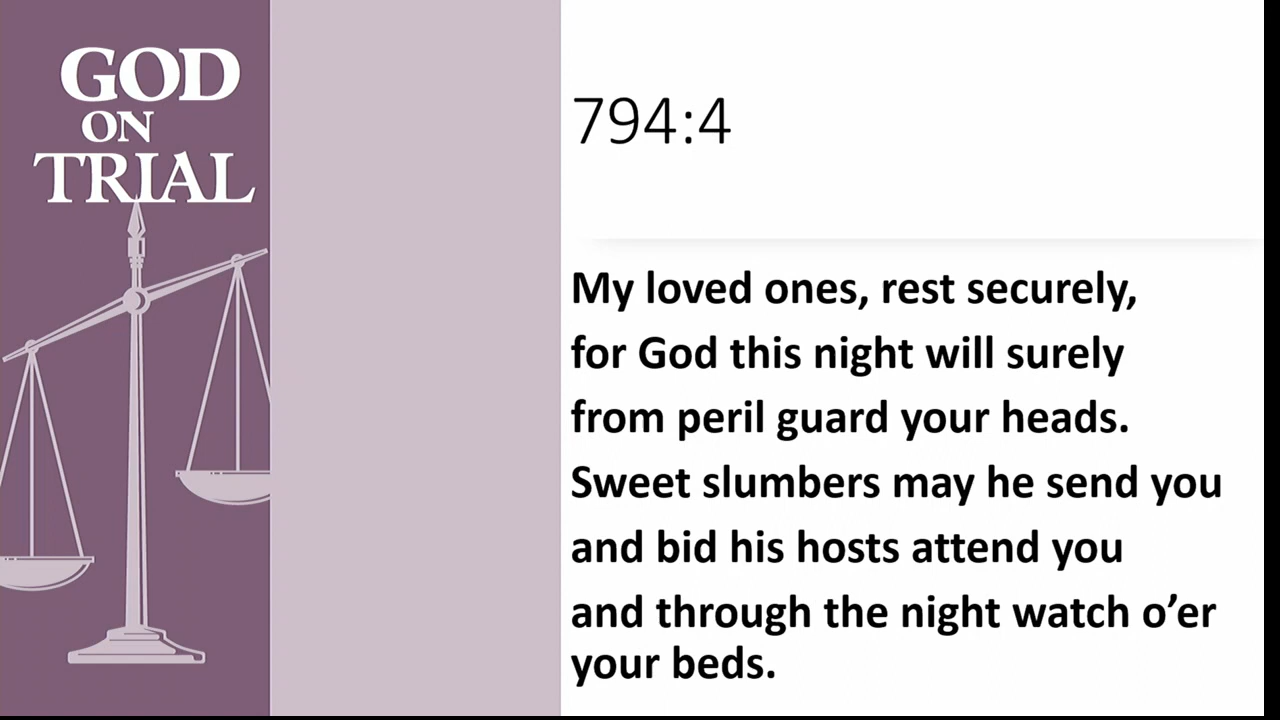 GOD
ON
TRIAL
794:4
My loved ones, rest securely,
for God this night will surely
from peril guard your heads.
Sweet slumbers may he send you
and bid his hosts attend you
and through the night watch o’er
your beds.